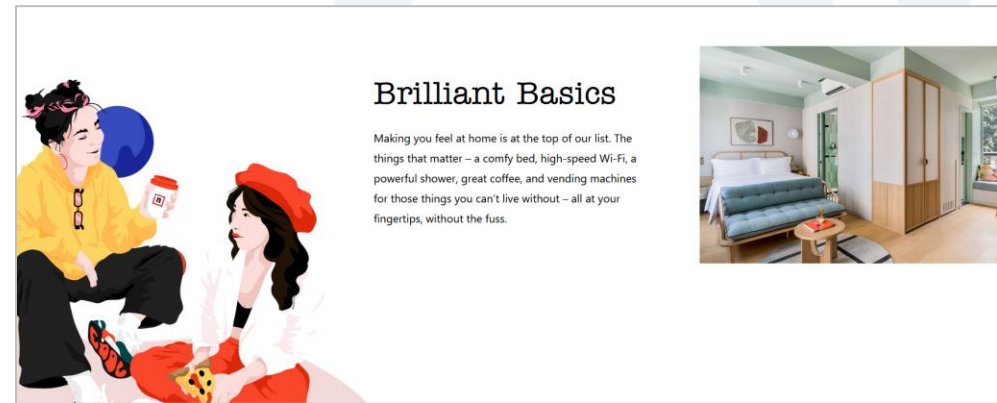 Brilliant Basics
Making you feel at home is at the top of our list. The
things that matter – a comfy bed, high-speed Wi-Fi, a
powerful shower, great coffee, and vending machines
for those things you can't live without – all at your
fingertips, without the fuss.